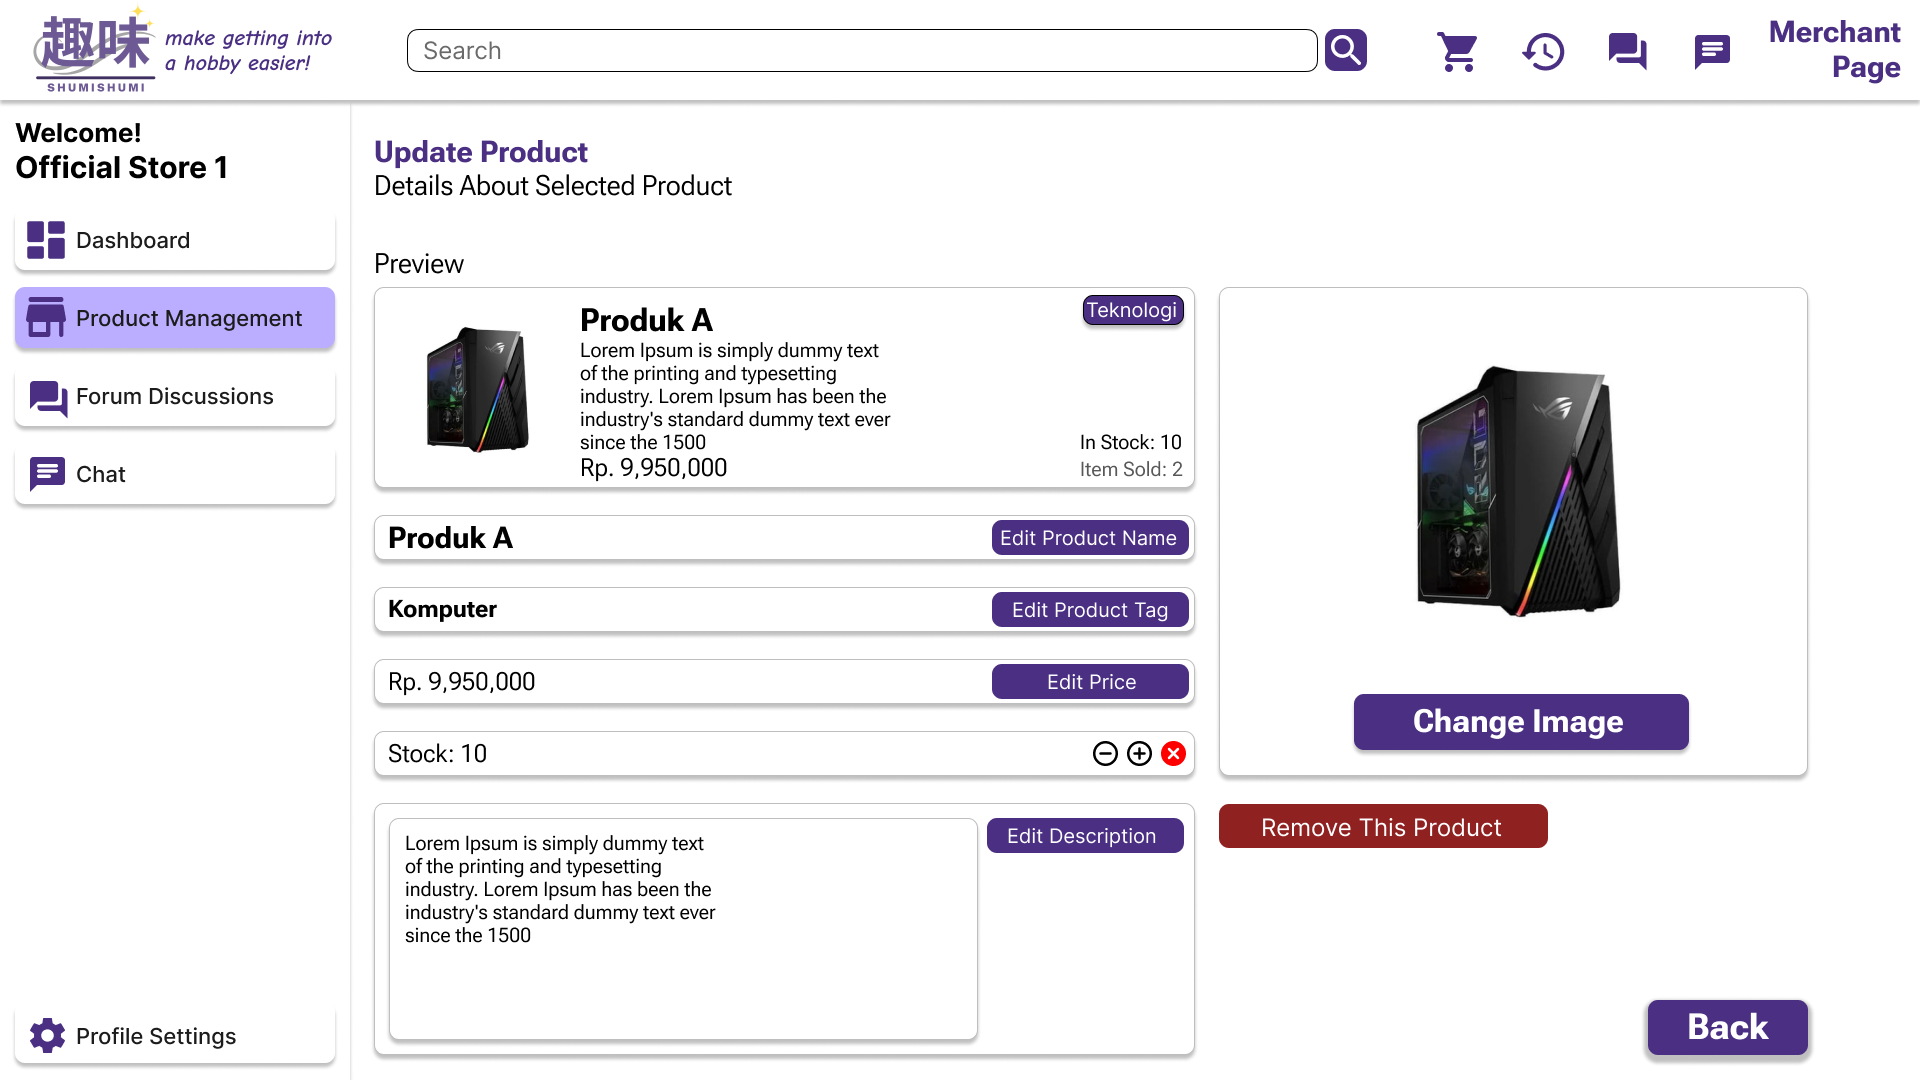 趣味
SHUMISHUMI
make getting into
a hobby easier!
Search
Merchant
Page
Welcome!
Official Store 1
Dashboard
Product Management
Forum Discussions
Chat
Profile Settings
Update Product
Details About Selected Product
Preview
Produk A
Teknologi
Lorem Ipsum is simply dummy text
of the printing and typesetting
industry. Lorem Ipsum has been the
industry's standard dummy text ever
since the 1500
Rp. 9,950,000
In Stock: 10
Item Sold: 2
Produk A
Edit Product Name
Komputer
Edit Product Tag
Rp. 9,950,000
Edit Price
Stock: 10
Lorem Ipsum is simply dummy text
of the printing and typesetting
industry. Lorem Ipsum has been the
industry's standard dummy text ever
since the 1500
Edit Description
Change Image
Remove This Product
Back